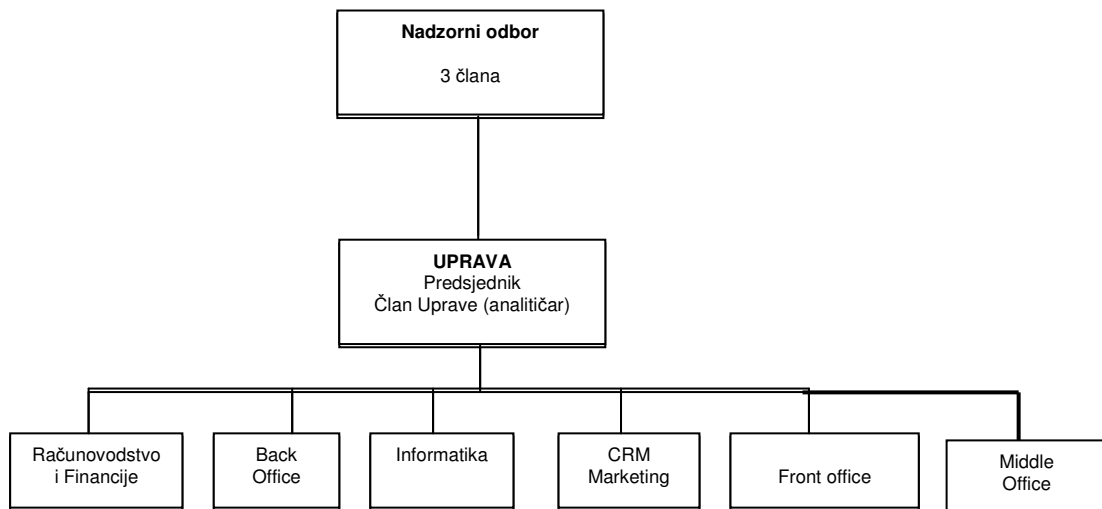 Nadzorni odbor
3 člana
UPRAVA
Predsjednik
Član Uprave (analitičar)
Računovodstvo
i Financije
Back
Office
Informatika
CRM
Marketing
Front office
Middle
Office